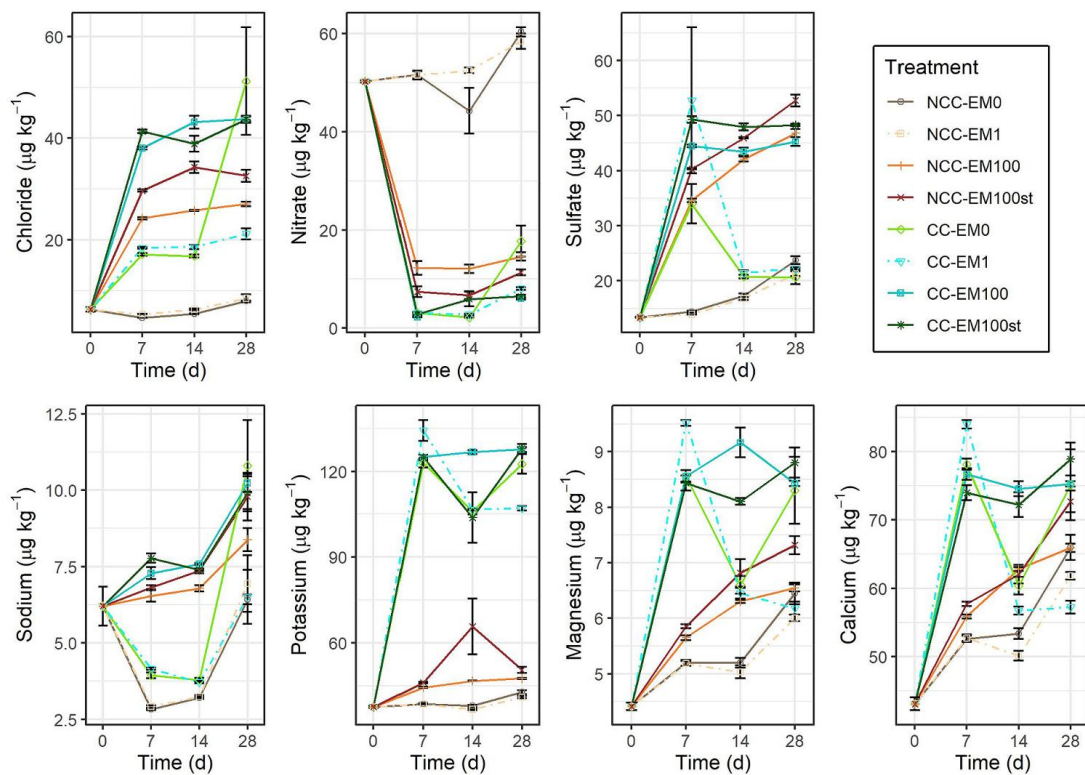 Chloride (μg kg⁻¹)
60
40
20
0 7 14 28
Time (d)
Nitrate (μg kg⁻¹)
60
40
20
0
0 7 14 28
Time (d)
Sulfate (μg kg⁻¹)
60
50
40
30
20
0 7 14 28
Time (d)
Treatment
NCC-EM0
NCC-EM1
NCC-EM100
NCC-EM100st
CC-EM0
CC-EM1
CC-EM100
CC-EM100st
Sodium (μg kg⁻¹)
12.5
10.0
7.5
5.0
2.5
0 7 14 28
Time (d)
Potassium (μg kg⁻¹)
120
90
60
0 7 14 28
Time (d)
Magnesium (μg kg⁻¹)
9
8
7
6
5
0 7 14 28
Time (d)
Calcium (μg kg⁻¹)
80
70
60
50
0 7 14 28
Time (d)